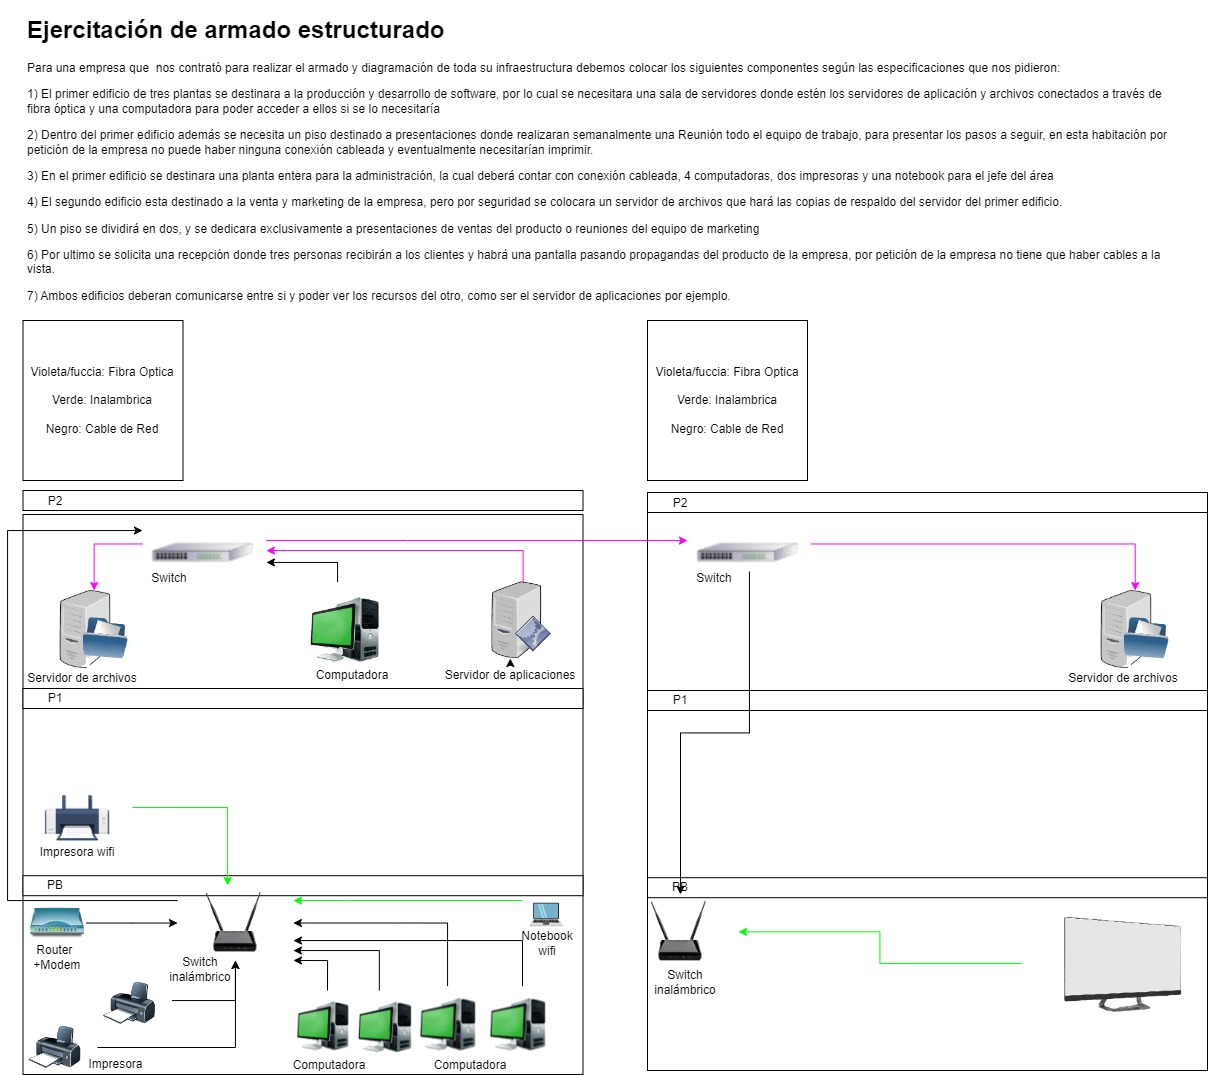 Ejercitación de armado estructurado
Para una empresa que  nos contrató para realizar el armado y diagramación de toda su infraestructura debemos colocar los siguientes componentes según las especificaciones que nos pidieron:
1) El primer edificio de tres plantas se destinara a la producción y desarrollo de software, por lo cual se necesitara una sala de servidores donde estén los servidores de aplicación y archivos conectados a través de
fibra óptica y una computadora para poder acceder a ellos si se lo necesitaría
2) Dentro del primer edificio además se necesita un piso destinado a presentaciones donde realizaran semanalmente una Reunión todo el equipo de trabajo, para presentar los pasos a seguir, en esta habitación por
petición de la empresa no puede haber ninguna conexión cableada y eventualmente necesitarían imprimir.
3) En el primer edificio se destinara una planta entera para la administración, la cual deberá contar con conexión cableada, 4 computadoras, dos impresoras y una notebook para el jefe del área
4) El segundo edificio esta destinado a la venta y marketing de la empresa, pero por seguridad se colocara un servidor de archivos que hará las copias de respaldo del servidor del primer edificio.
5) Un piso se dividirá en dos, y se dedicara exclusivamente a presentaciones de ventas del producto o reuniones del equipo de marketing
6) Por ultimo se solicita una recepción donde tres personas recibirán a los clientes y habrá una pantalla pasando propagandas del producto de la empresa, por petición de la empresa no tiene que haber cables a la
vista.
7) Ambos edificios deberan comunicarse entre si y poder ver los recursos del otro, como ser el servidor de aplicaciones por ejemplo.
Violeta/fuccia: Fibra Optica
Verde: Inalambrica
Negro: Cable de Red
Violeta/fuccia: Fibra Optica
Verde: Inalambrica
Negro: Cable de Red
P2
Switch
Servidor de archivos
Computadora
Servidor de aplicaciones
P1
Impresora wifi
PB
Router
+Modem
Switch
inalámbrico
Notebook
wifi
Impresora
Computadora
Computadora
P2
Switch
Servidor de archivos
P1
PB
Switch
inalámbrico